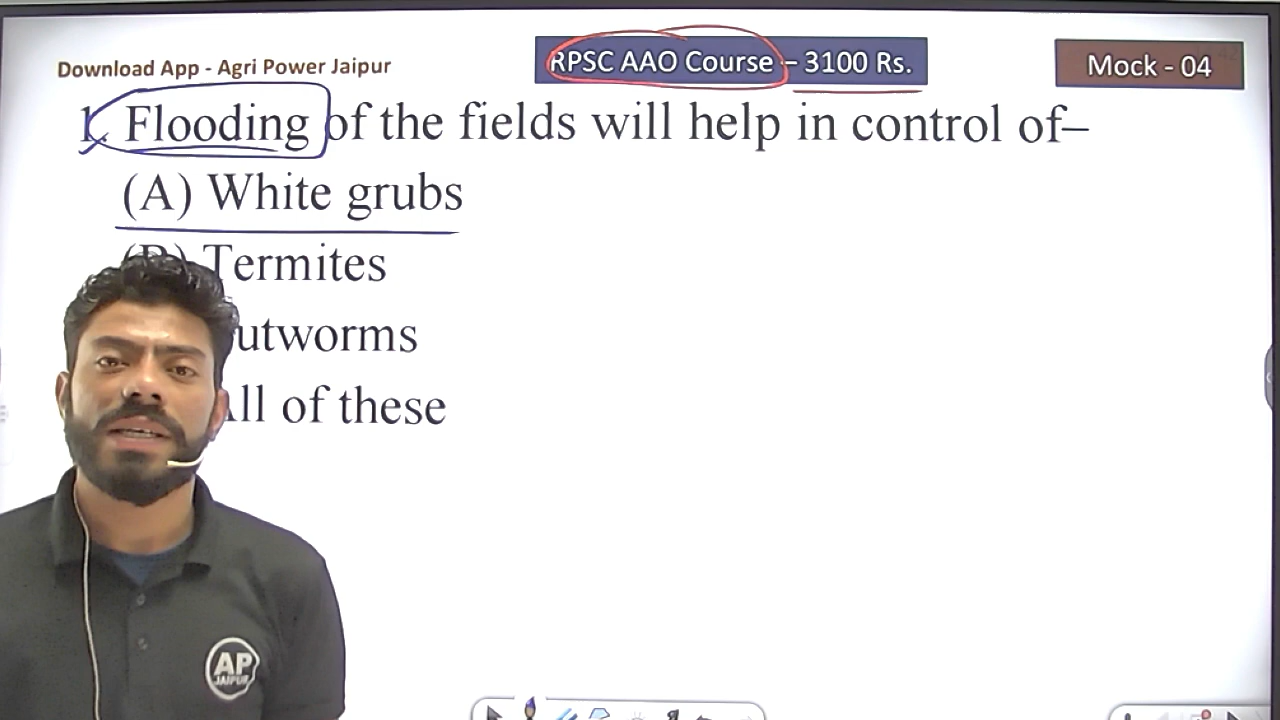 Download App - Agri Power Jaipur
RPSC AAO Course – 3100 Rs.
Mock - 04
1. Flooding of the fields will help in control of–
(A) White grubs
(B) Termites
utworms
All of these
AP
JAIPUR